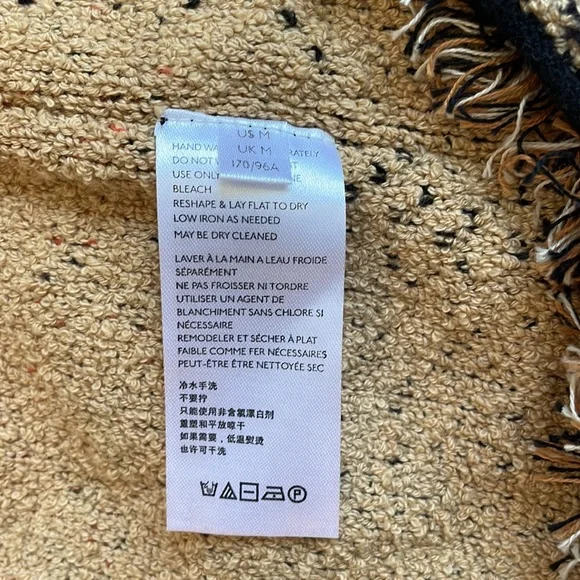 US M
UK M
170/96A
HAND WA RATELY
DO NOT W T
USE ONLY NE
BLEACH
RESHAPE & LAY FLAT TO DRY
LOW IRON AS NEEDED
MAY BE DRY CLEANED
LAVER À LA MAIN A LEAU FROIDE
SÉPARÉMENT
NE PAS FROISSER NI TORDRE
UTILISER UN AGENT DE
BLANCHIMENT SANS CHLORE SI
NÉCESSAIRE
REMODELER ET SÉCHER À PLAT
FAIBLE COMME FER NÉCESSAIRES
PEUT-ÊTRE ÊTRE NETTOYÉE SEC
冷水手洗
不要拧
只能使用非含氯漂白剂
重塑和平放晾干
如果需要，低温熨烫
也许可干洗
P